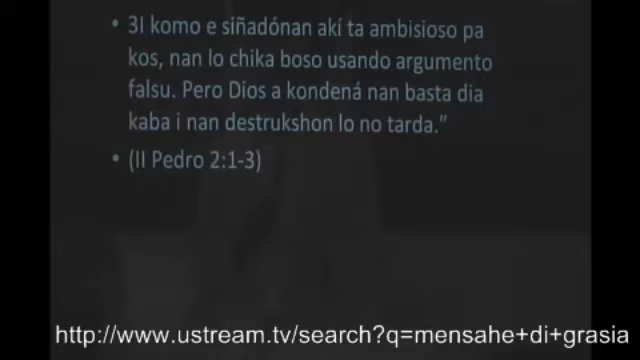 • 3I komo e siñadónan akí ta ambisioso pa
kos, nan lo chika boso usando argumento
falsu. Pero Dios a kondená nan basta dia
kaba i nan destrukshon lo no tarda."
• (II Pedro 2:1-3)
http://www.ustream.tv/search?q=mensahe+di+grasia